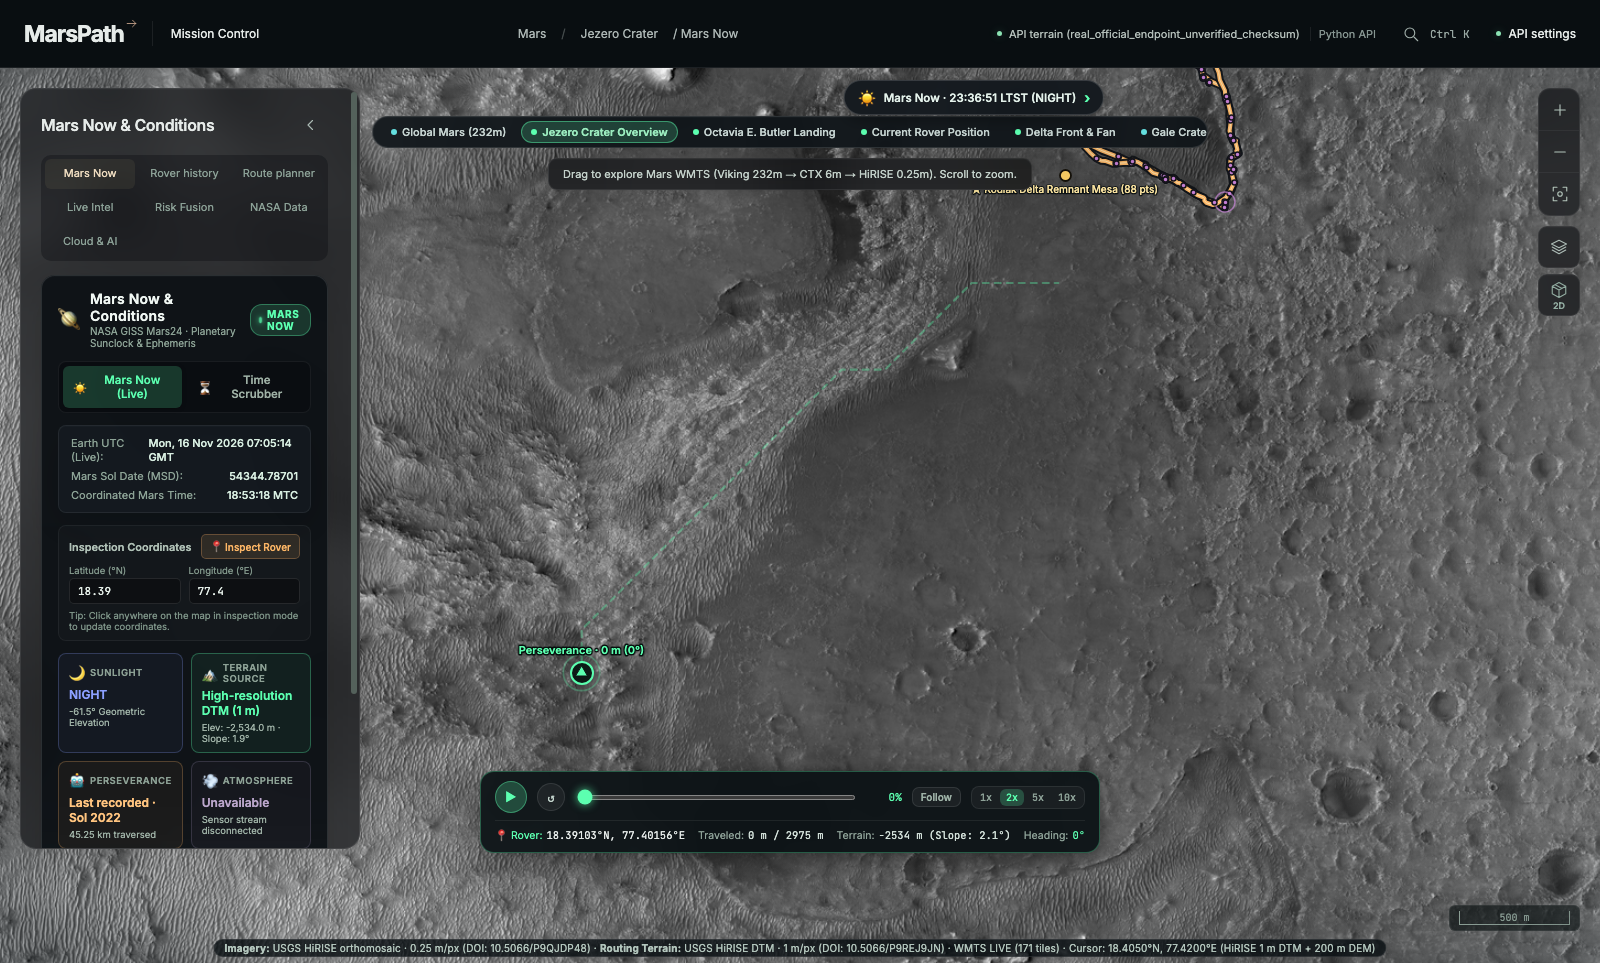 MarsPath →
Mission Control
Mars / Jezero Crater / Mars Now
API terrain (real_official_endpoint_unverified_checksum)
Python API
Ctrl K
API settings
Mars Now & Conditions
Mars Now
Rover history
Route planner
Live Intel
Risk Fusion
NASA Data
Cloud & AI
Mars Now &
Conditions
NASA GISS Mars24 · Planetary
Sunclock & Ephemeris
MARS
NOW
Mars Now
(Live)
Time
Scrubber
Earth UTC
(Live):
Mon, 16 Nov 2026 07:05:14
GMT
Mars Sol Date (MSD): 54344.78701
Coordinated Mars Time: 18:53:18 MTC
Inspection Coordinates
Inspect Rover
Latitude (°N)
Longitude (°E)
18.39
77.4
Tip: Click anywhere on the map in inspection mode
to update coordinates.
SUNLIGHT
NIGHT
-61.5° Geometric
Elevation
TERRAIN
SOURCE
High-resolution
DTM (1 m)
Elev: -2,534.0 m ·
Slope: 1.9°
PERSEVERANCE
Last recorded ·
Sol 2022
45.25 km traversed
ATMOSPHERE
Unavailable
Sensor stream
disconnected
Mars Now · 23:36:51 LTST (NIGHT) ›
Global Mars (232m)
Jezero Crater Overview
Octavia E. Butler Landing
Current Rover Position
Delta Front & Fan
Gale Crate
Drag to explore Mars WMTS (Viking 232m → CTX 6m → HiRISE 0.25m). Scroll to zoom.
Kodiak Delta Remnant Mesa (88 pts)
2D
Perseverance · 0 m (0°)
0%
Follow
1x
2x
5x
10x
Rover: 18.39103°N, 77.40156°E
Traveled: 0 m / 2975 m
Terrain: -2534 m (Slope: 2.1°)
Heading: 0°
500 m
Imagery: USGS HiRISE orthomosaic · 0.25 m/px (DOI: 10.5066/P9QJDP48) · Routing Terrain: USGS HiRISE DTM · 1 m/px (DOI: 10.5066/P9REJ9JN) · WMTS LIVE (171 tiles) · Cursor: 18.4050°N, 77.4200°E (HiRISE 1 m DTM + 200 m DEM)